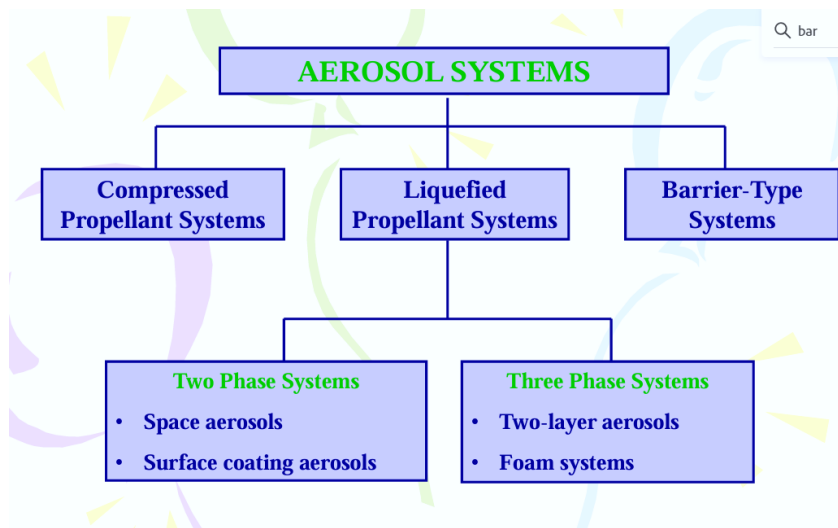 bar
AEROSOL SYSTEMS
Compressed
Propellant Systems
Liquefied
Propellant Systems
Barrier-Type
Systems
Two Phase Systems
• Space aerosols
• Surface coating aerosols
Three Phase Systems
• Two-layer aerosols
• Foam systems